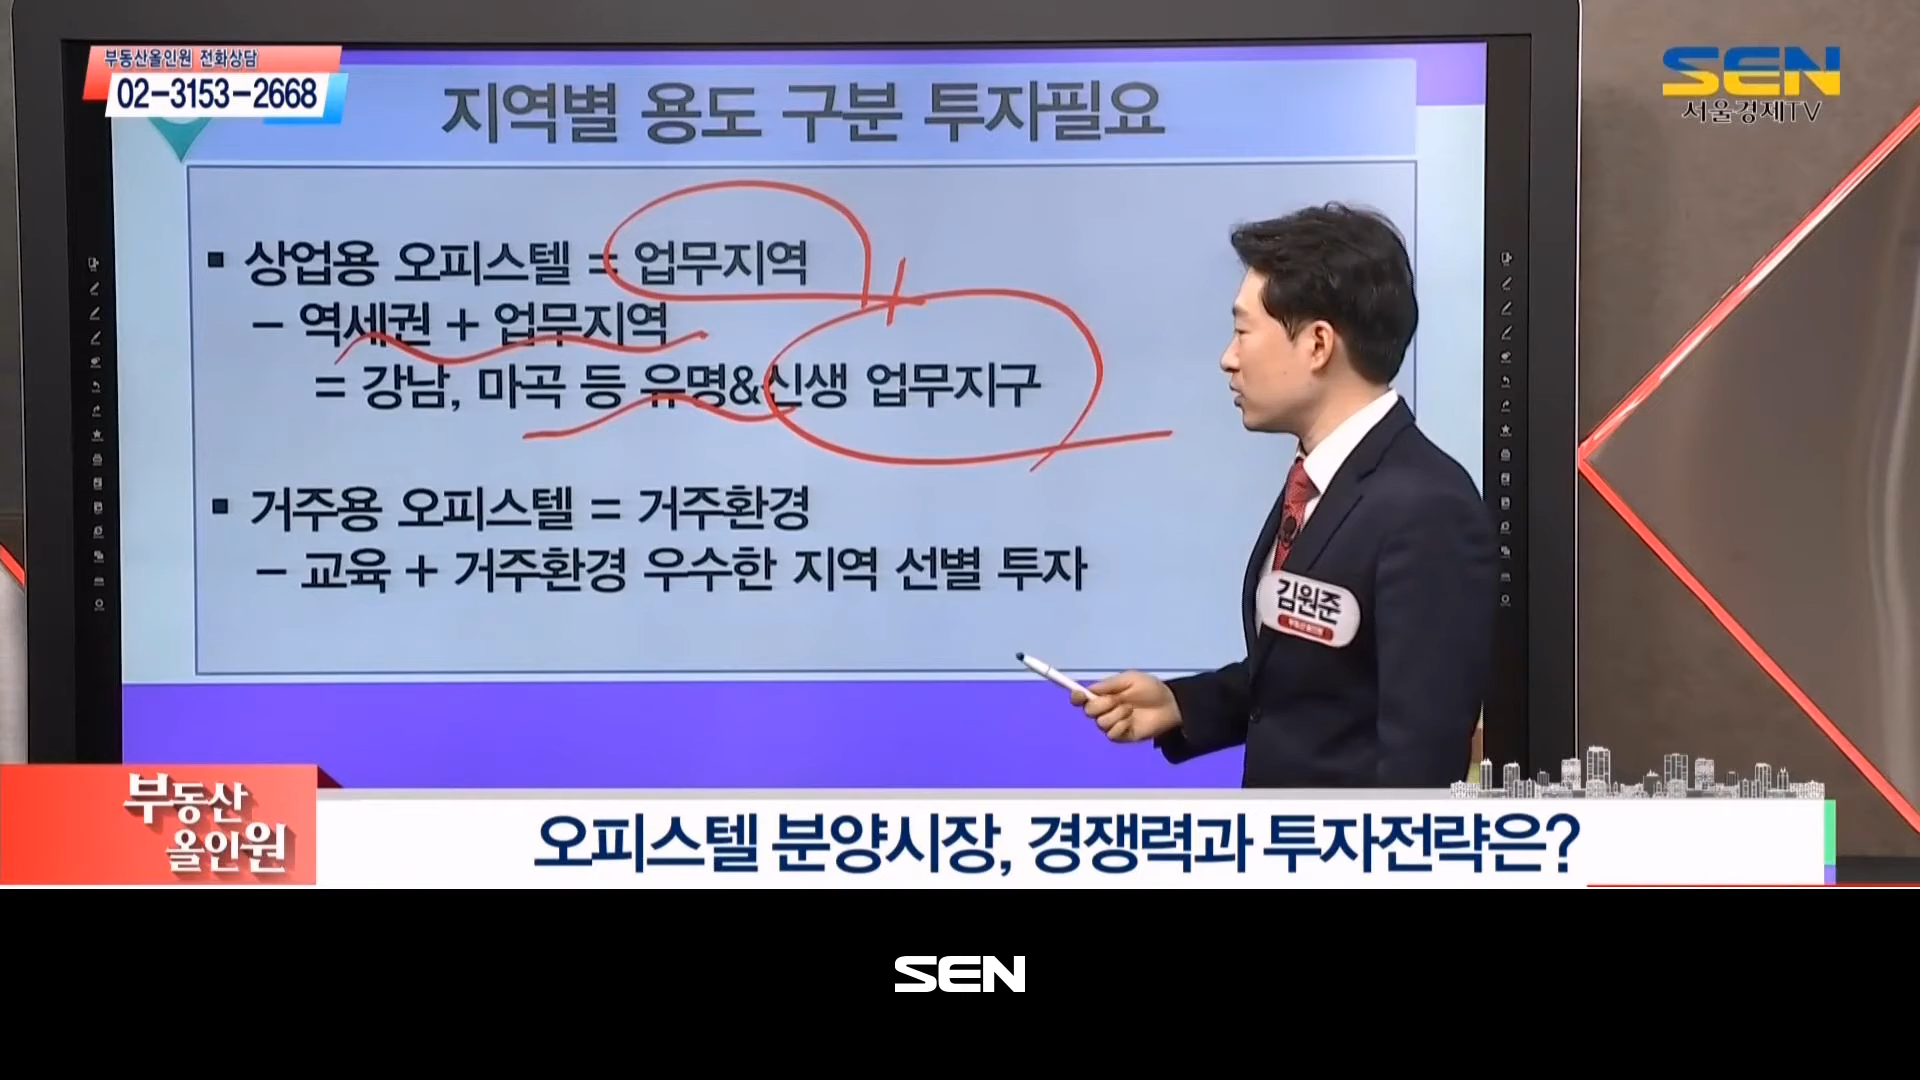 부동산올인원 전화상담
02-3153-2668
SEN
서울경제TV
지역별 용도 구분 투자필요
▪ 상업용 오피스텔 = 업무지역
– 역세권 + 업무지역
= 강남, 마곡 등 유명&신생 업무지구
▪ 거주용 오피스텔 = 거주환경
– 교육 + 거주환경 우수한 지역 선별 투자
김원준
부동산 올인원
부동산
올인원
오피스텔 분양시장, 경쟁력과 투자전략은?
SEN